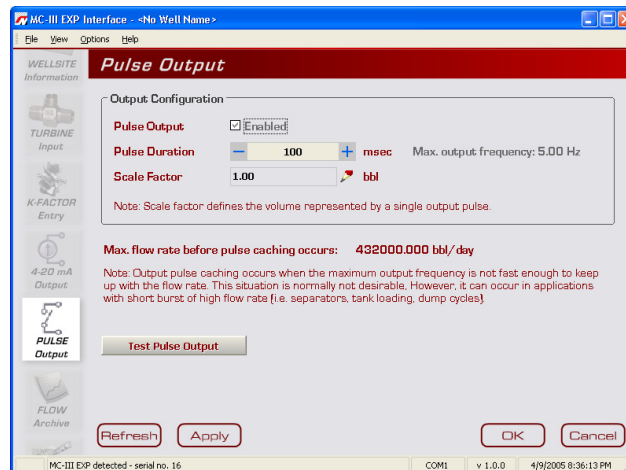 MC-III EXP Interface - <No Well Name>
File View Options Help
WELLSITE
Information
Pulse Output
TURBINE
Input
K-FACTOR
Entry
4-20 mA
Output
PULSE
Output
FLOW
Archive
Output Configuration
Pulse Output Enabled
Pulse Duration 100 msec Max. output frequency: 5.00 Hz
Scale Factor 1.00 bbl
Note: Scale factor defines the volume represented by a single output pulse.
Max. flow rate before pulse caching occurs: 432000.000 bbl/day
Note: Output pulse caching occurs when the maximum output frequency is not fast enough to keep
up with the flow rate. This situation is normally not desirable. However, it can occur in applications
with short burst of high flow rate (i.e. separators, tank loading, dump cycles).
Test Pulse Output
Refresh Apply OK Cancel
MC-III EXP detected - serial no. 16 COM1 v 1.0.0 4/9/2005 8:36:13 PM